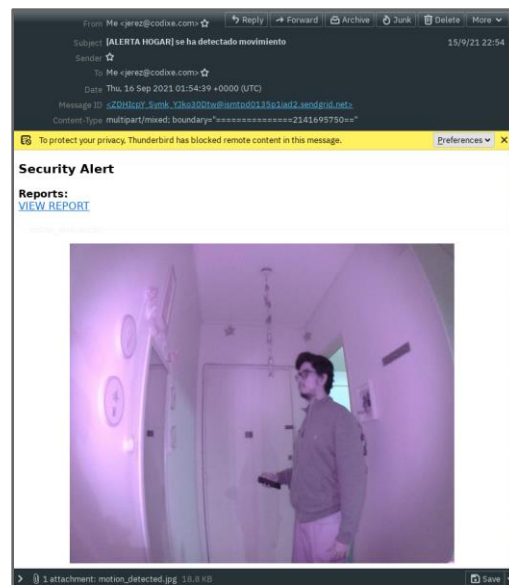 From Me <jerez@codixe.com> Reply Forward Archive Junk Delete More
Subject [ALERTA HOGAR] se ha detectado movimiento 15/9/21 22:54
Sender
To Me <jerez@codixe.com>
Date Thu, 16 Sep 2021 01:54:39 +0000 (UTC)
Message ID
Content-Type multipart/mixed; boundary="===============2141695750=="
To protect your privacy, Thunderbird has blocked remote content in this message. Preferences
Security Alert
Reports:
VIEW REPORT
1 attachment: motion_detected.jpg 18.8 KB Save